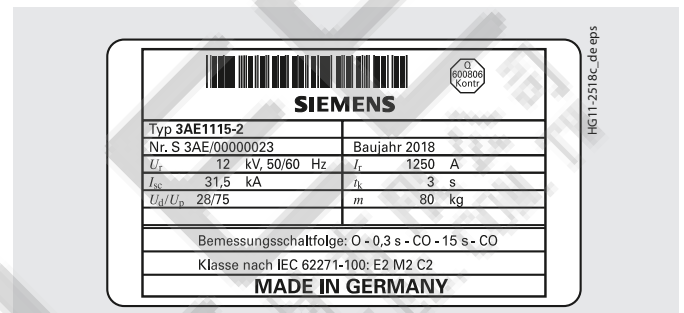 Q
600806
Kontr
SIEMENS
Typ 3AE1115-2
Nr. S 3AE/00000023 Baujahr 2018
Ur 12 kV, 50/60 Hz Ir 1250 A
Isc 31,5 kA tk 3 s
Ud/Up 28/75 m 80 kg
Bemessungsschaltfolge: O - 0,3 s - CO - 15 s - CO
Klasse nach IEC 62271-100: E2 M2 C2
MADE IN GERMANY
HG11-2518c_de eps